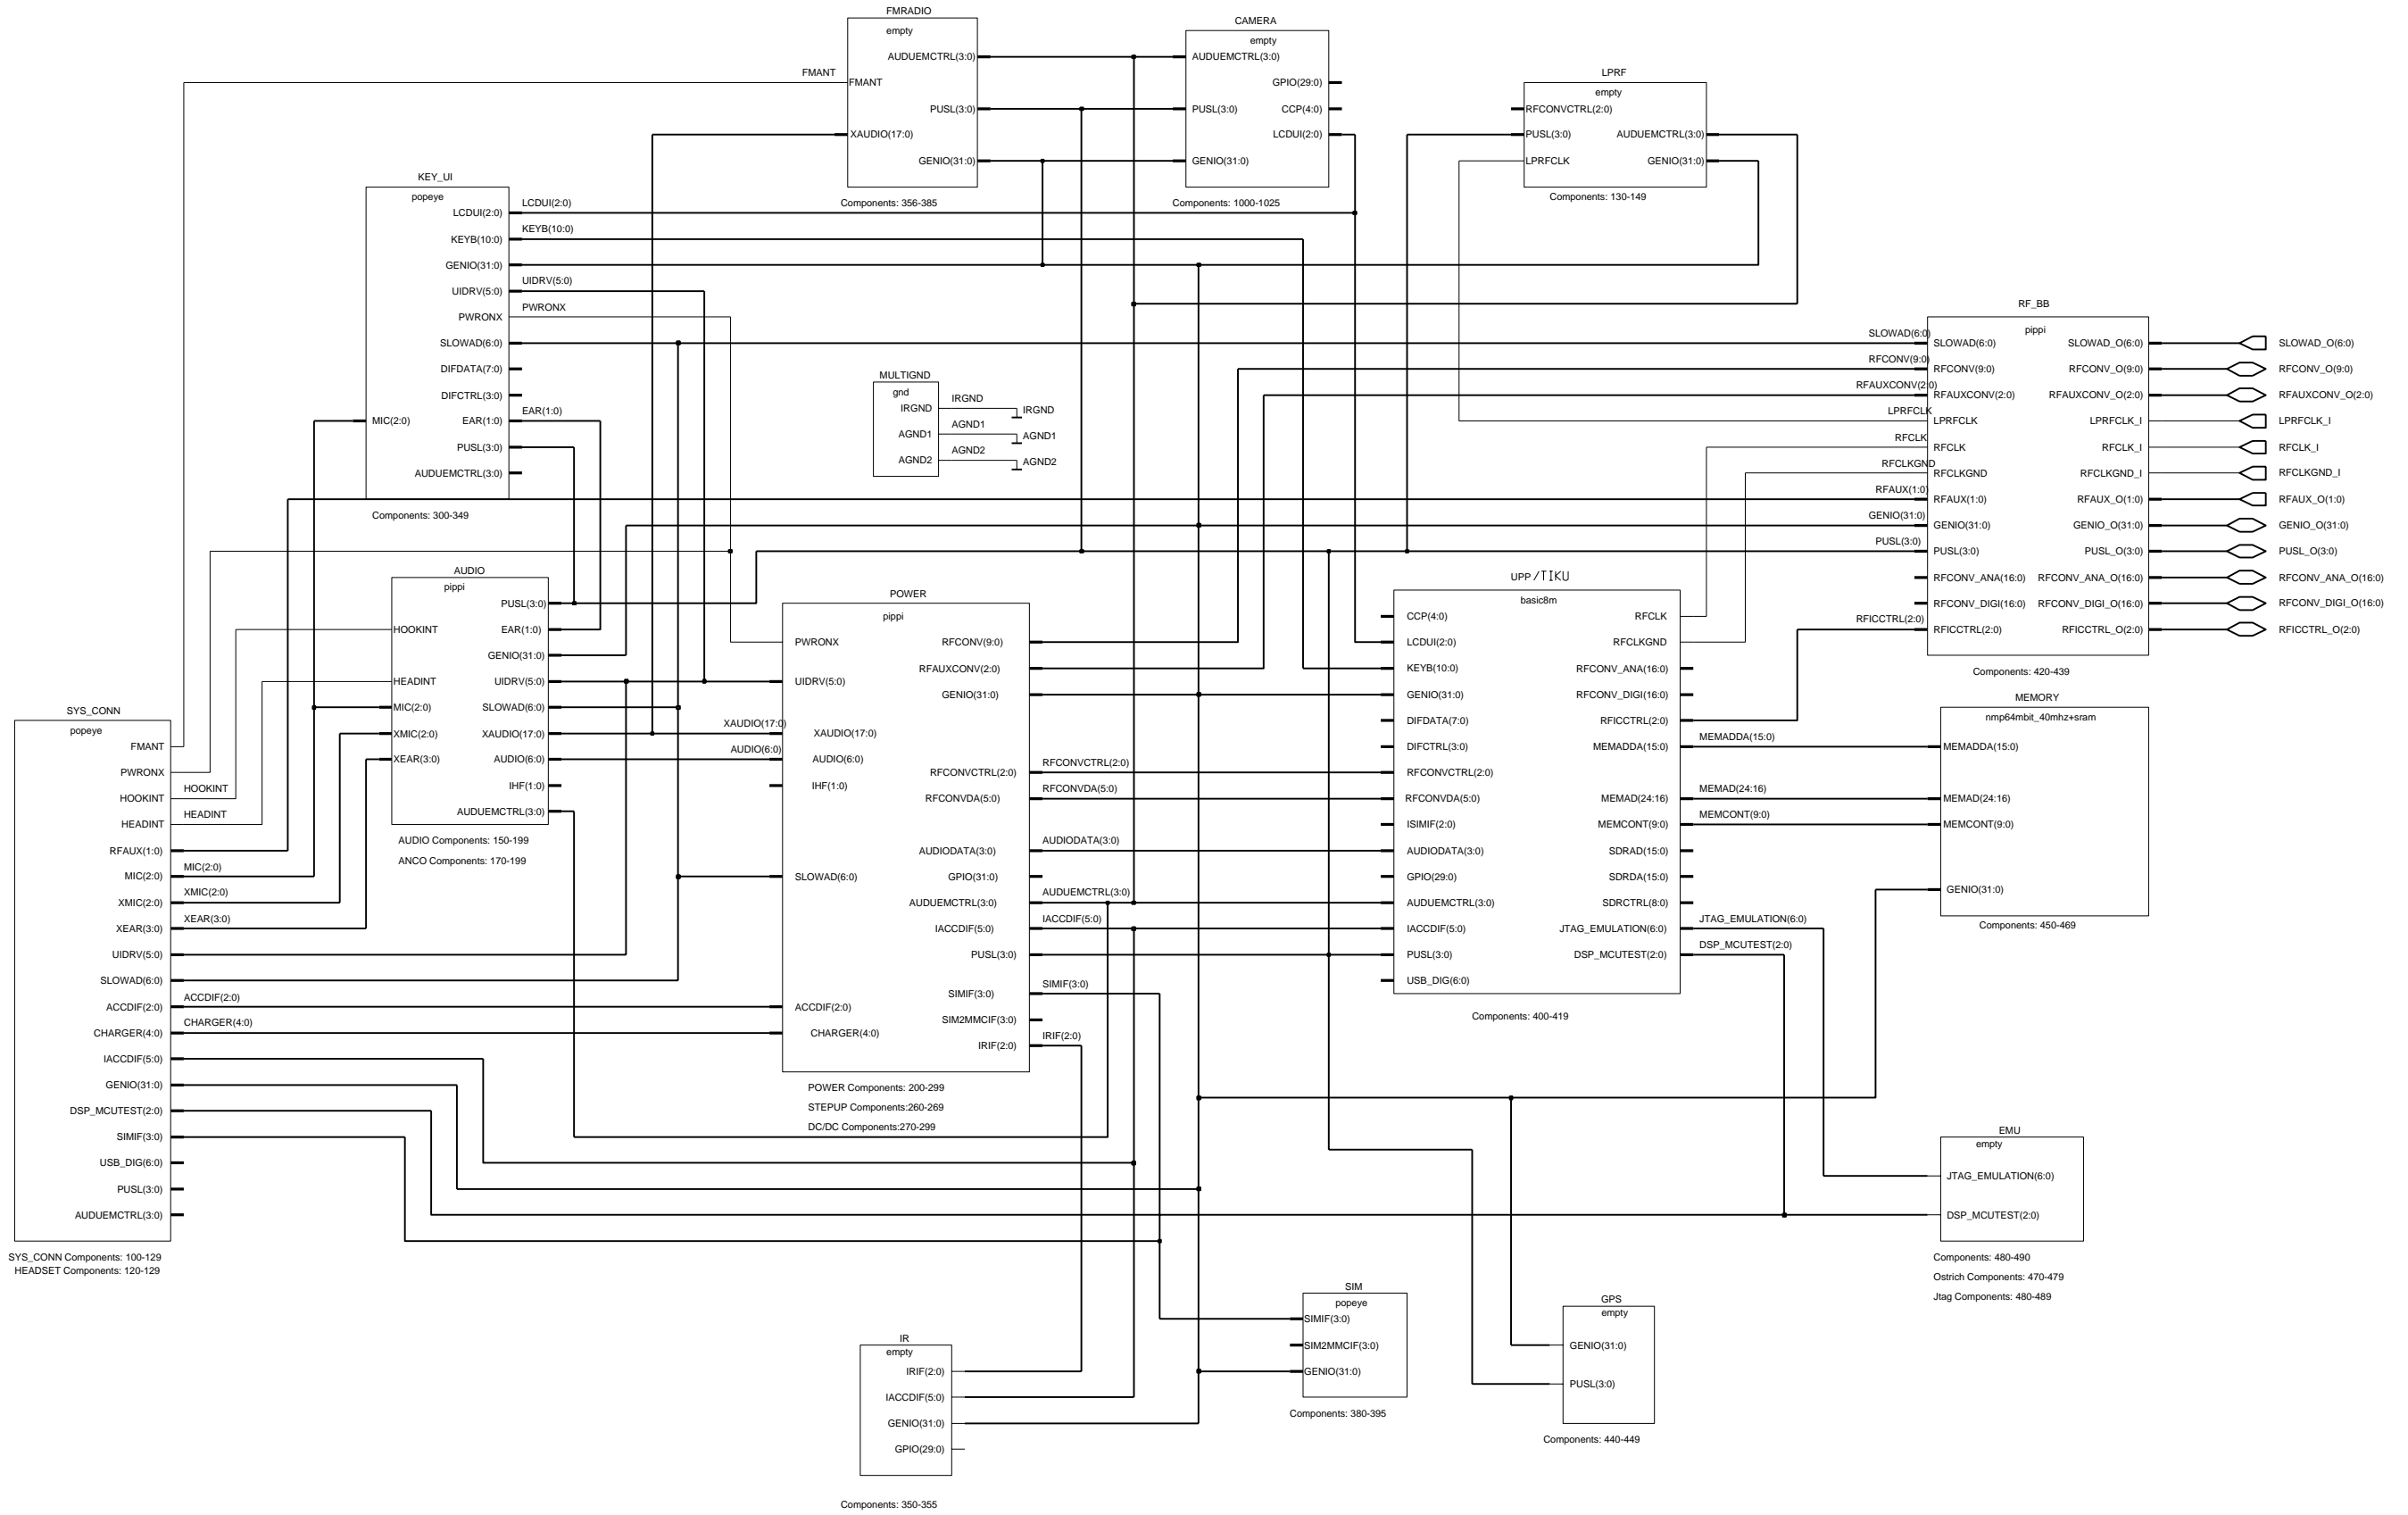 FMRADIO
empty
AUDUEMCTRL(3:0)
FMANT
FMANT
PUSL(3:0)
XAUDIO(17:0)
GENIO(31:0)
Components: 356-385
CAMERA
empty
AUDUEMCTRL(3:0)
GPIO(29:0)
PUSL(3:0)
CCP(4:0)
LCDUI(2:0)
GENIO(31:0)
Components: 1000-1025
LPRF
empty
RFCONVCTRL(2:0)
PUSL(3:0)
AUDUEMCTRL(3:0)
LPRFCLK
GENIO(31:0)
Components: 130-149
KEY_UI
popeye
LCDUI(2:0)
LCDUI(2:0)
KEYB(10:0)
KEYB(10:0)
GENIO(31:0)
UIDRV(5:0)
UIDRV(5:0)
PWRONX
PWRONX
SLOWAD(6:0)
DIFDATA(7:0)
DIFCTRL(3:0)
MIC(2:0)
EAR(1:0)
EAR(1:0)
PUSL(3:0)
AUDUEMCTRL(3:0)
Components: 300-349
MULTIGND
gnd
IRGND
IRGND
IRGND
AGND1
AGND1
AGND1
AGND2
AGND2
AGND2
RF_BB
pippi
SLOWAD(6:0)
SLOWAD(6:0)
SLOWAD_O(6:0)
SLOWAD_O(6:0)
RFCONV(9:0)
RFCONV(9:0)
RFCONV_O(9:0)
RFCONV_O(9:0)
RFAUXCONV(2:0)
RFAUXCONV(2:0)
RFAUXCONV_O(2:0)
RFAUXCONV_O(2:0)
LPRFCLK
LPRFCLK
LPRFCLK_I
LPRFCLK_I
RFCLK
RFCLK
RFCLK_I
RFCLK_I
RFCLKGND
RFCLKGND
RFCLKGND_I
RFCLKGND_I
RFAUX(1:0)
RFAUX(1:0)
RFAUX_O(1:0)
RFAUX_O(1:0)
GENIO(31:0)
GENIO(31:0)
GENIO_O(31:0)
GENIO_O(31:0)
PUSL(3:0)
PUSL(3:0)
PUSL_O(3:0)
PUSL_O(3:0)
RFCONV_ANA(16:0)
RFCONV_ANA_O(16:0)
RFCONV_ANA_O(16:0)
RFCONV_DIGI(16:0)
RFCONV_DIGI_O(16:0)
RFCONV_DIGI_O(16:0)
RFICCTRL(2:0)
RFICCTRL(2:0)
RFICCTRL_O(2:0)
RFICCTRL_O(2:0)
Components: 420-439
AUDIO
pippi
PUSL(3:0)
HOOKINT
EAR(1:0)
GENIO(31:0)
HEADINT
UIDRV(5:0)
MIC(2:0)
SLOWAD(6:0)
XMIC(2:0)
XAUDIO(17:0)
XEAR(3:0)
AUDIO(6:0)
IHF(1:0)
AUDUEMCTRL(3:0)
AUDIO Components: 150-199
ANCO Components: 170-199
POWER
pippi
PWRONX
RFCONV(9:0)
RFAUXCONV(2:0)
UIDRV(5:0)
GENIO(31:0)
XAUDIO(17:0)
XAUDIO(17:0)
AUDIO(6:0)
AUDIO(6:0)
RFCONVCTRL(2:0)
RFCONVCTRL(2:0)
IHF(1:0)
RFCONVDA(5:0)
RFCONVDA(5:0)
AUDIODATA(3:0)
AUDIODATA(3:0)
SLOWAD(6:0)
GPIO(31:0)
AUDUEMCTRL(3:0)
AUDUEMCTRL(3:0)
IACCDIF(5:0)
IACCDIF(5:0)
PUSL(3:0)
SIMIF(3:0)
SIMIF(3:0)
ACCDIF(2:0)
SIM2MMCIF(3:0)
CHARGER(4:0)
IRIF(2:0)
IRIF(2:0)
POWER Components: 200-299
STEPUP Components:260-269
DC/DC Components:270-299
UPP /TIKU
basic8m
CCP(4:0)
RFCLK
LCDUI(2:0)
RFCLKGND
KEYB(10:0)
RFCONV_ANA(16:0)
GENIO(31:0)
RFCONV_DIGI(16:0)
DIFDATA(7:0)
RFICCTRL(2:0)
DIFCTRL(3:0)
MEMADDA(15:0)
MEMADDA(15:0)
RFCONVCTRL(2:0)
RFCONVDA(5:0)
MEMAD(24:16)
MEMAD(24:16)
ISIMIF(2:0)
MEMCONT(9:0)
MEMCONT(9:0)
AUDIODATA(3:0)
SDRAD(15:0)
GPIO(29:0)
SDRDA(15:0)
AUDUEMCTRL(3:0)
SDRCTRL(8:0)
IACCDIF(5:0)
JTAG_EMULATION(6:0)
JTAG_EMULATION(6:0)
PUSL(3:0)
DSP_MCUTEST(2:0)
DSP_MCUTEST(2:0)
USB_DIG(6:0)
Components: 400-419
MEMORY
nmp64mbit_40mhz+sram
MEMADDA(15:0)
MEMAD(24:16)
MEMCONT(9:0)
GENIO(31:0)
Components: 450-469
SYS_CONN
popeye
FMANT
PWRONX
HOOKINT
HOOKINT
HEADINT
HEADINT
RFAUX(1:0)
MIC(2:0)
MIC(2:0)
XMIC(2:0)
XMIC(2:0)
XEAR(3:0)
XEAR(3:0)
UIDRV(5:0)
SLOWAD(6:0)
ACCDIF(2:0)
ACCDIF(2:0)
CHARGER(4:0)
CHARGER(4:0)
IACCDIF(5:0)
GENIO(31:0)
DSP_MCUTEST(2:0)
SIMIF(3:0)
USB_DIG(6:0)
PUSL(3:0)
AUDUEMCTRL(3:0)
SYS_CONN Components: 100-129
HEADSET Components: 120-129
EMU
empty
JTAG_EMULATION(6:0)
DSP_MCUTEST(2:0)
Components: 480-490
Ostrich Components: 470-479
Jtag Components: 480-489
SIM
popeye
SIMIF(3:0)
SIM2MMCIF(3:0)
GENIO(31:0)
Components: 380-395
GPS
empty
GENIO(31:0)
PUSL(3:0)
Components: 440-449
IR
empty
IRIF(2:0)
IACCDIF(5:0)
GENIO(31:0)
GPIO(29:0)
Components: 350-355